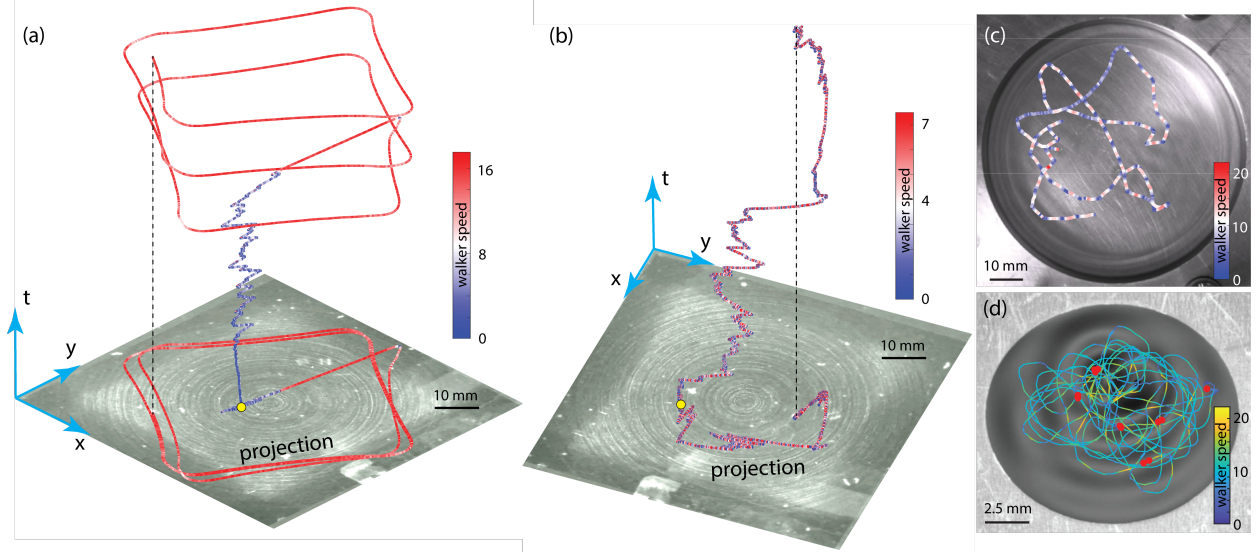 (a)
t
y
x
projection
10 mm
16
8
0
walker speed
(b)
t
y
x
projection
10 mm
7
4
0
walker speed
(c)
10 mm
20
10
0
walker speed
(d)
2.5 mm
20
10
0
walker speed